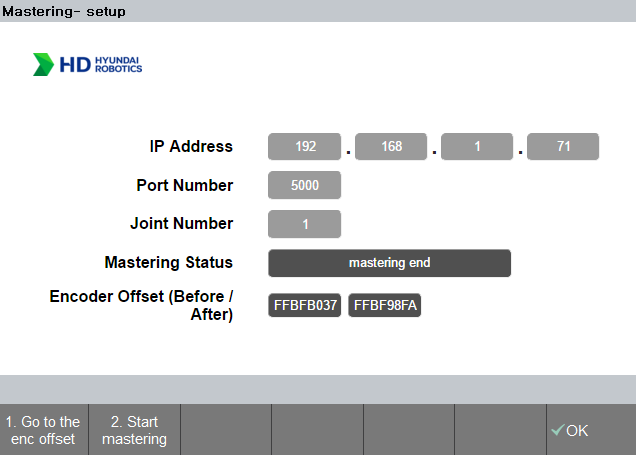 Mastering- setup
HD HYUNDAI
ROBOTICS
IP Address 192 . 168 . 1 . 71
Port Number 5000
Joint Number 1
Mastering Status mastering end
Encoder Offset (Before /
After) FFBFB037 FFBF98FA
1. Go to the
enc offset
2. Start
mastering
OK